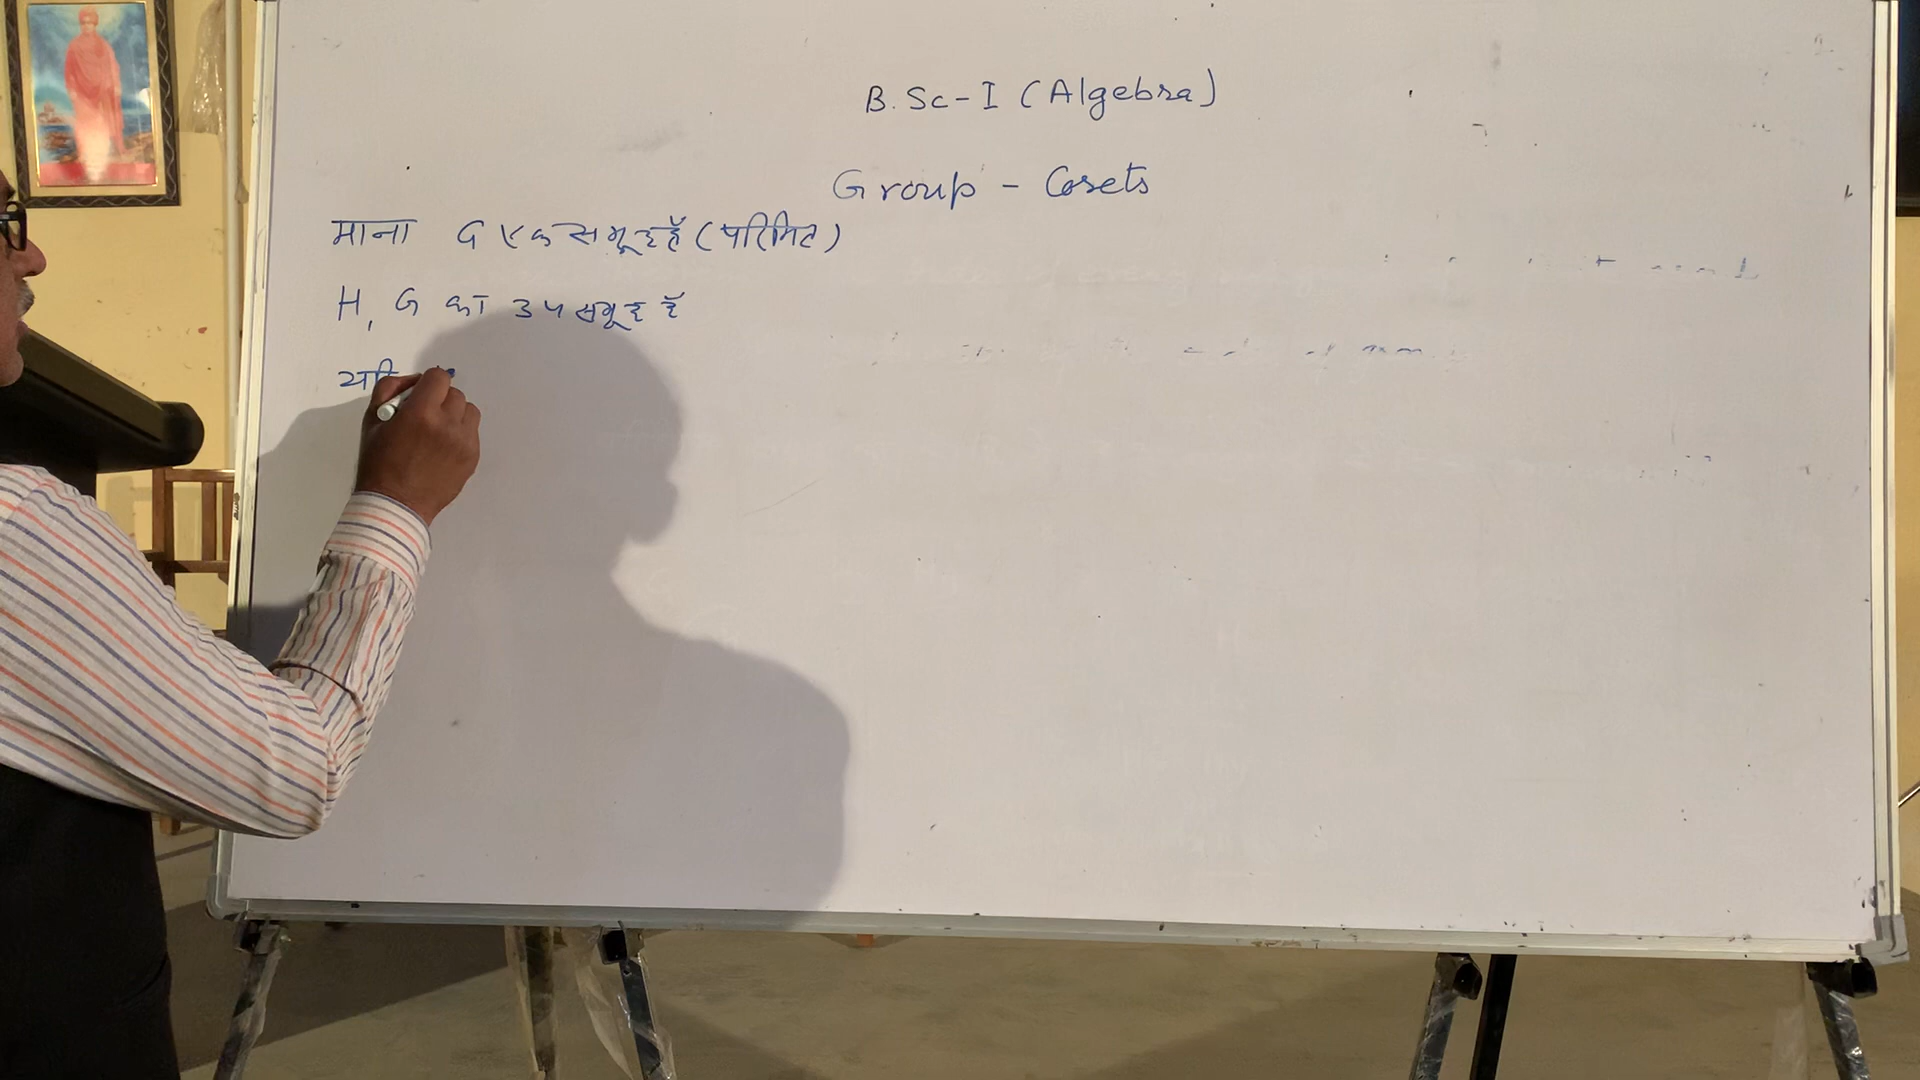 B.Sc-I (Algebra)
Group - Cosets
माना G एक समूह है (परिमित)
H, G का उपसमूह है
यदि